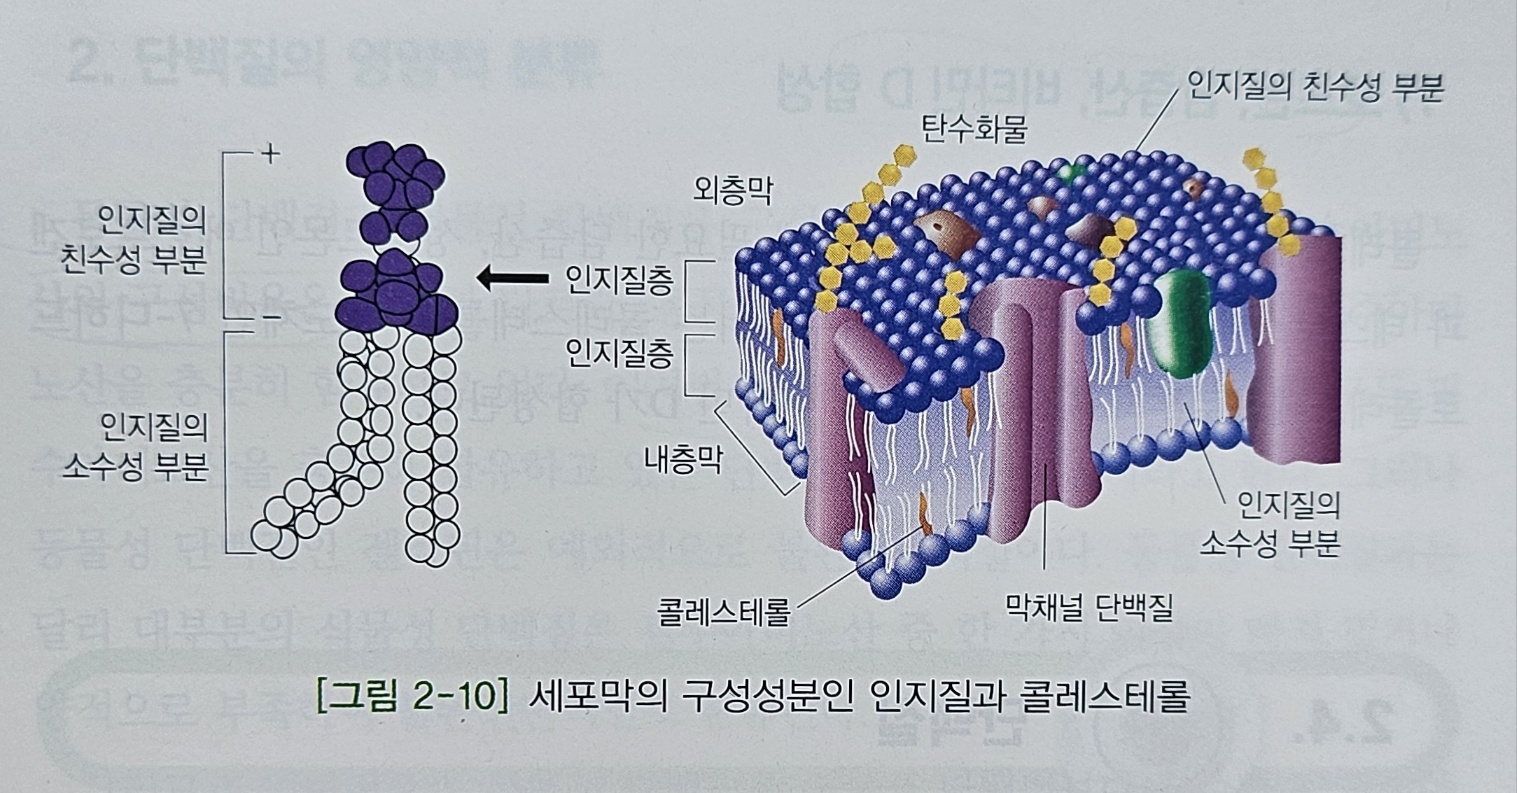 인지질의 친수성 부분
탄수화물
외층막
+
인지질의
친수성 부분
인지질층
−
인지질층
인지질의
소수성 부분
내층막
인지질의
소수성 부분
콜레스테롤
막채널 단백질
[그림 2-10] 세포막의 구성성분인 인지질과 콜레스테롤